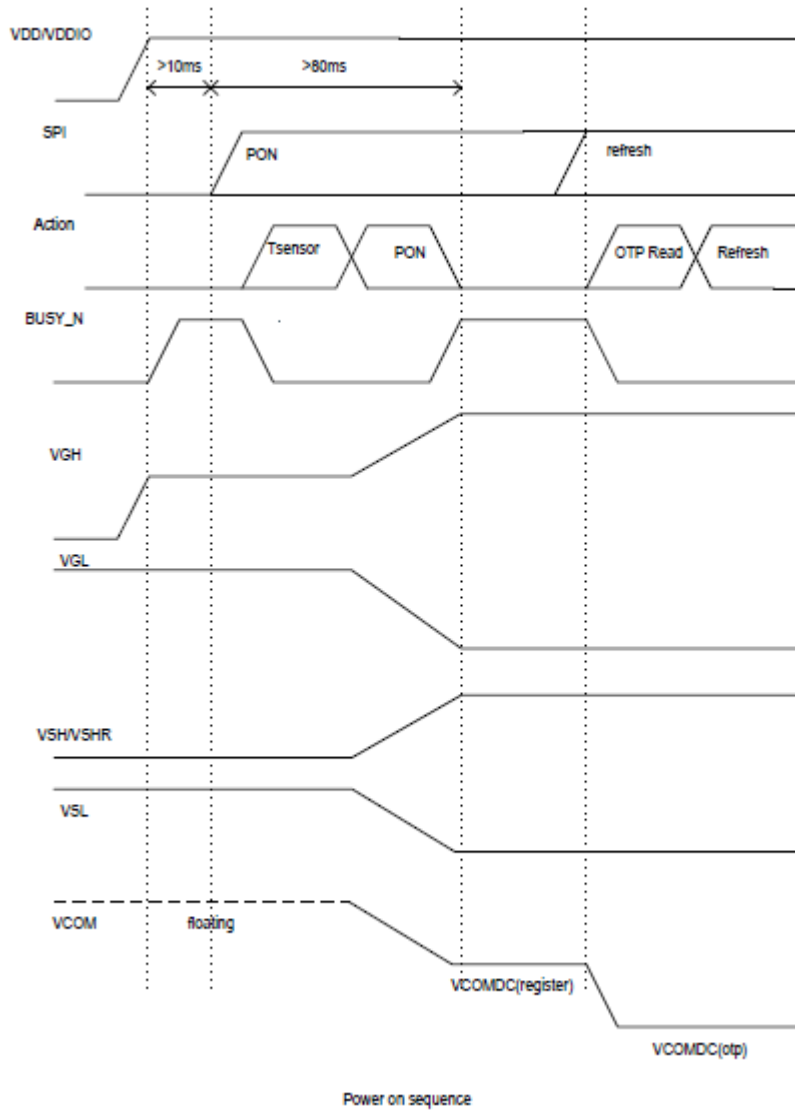 VDD/VDDIO
>10ms
>80ms
SPI
PON
refresh
Action
Tsensor
PON
OTP Read
Refresh
BUSY_N
VGH
VGL
VSH/VSHR
VSL
VCOM
floating
VCOMDC(register)
VCOMDC(otp)
Power on sequence